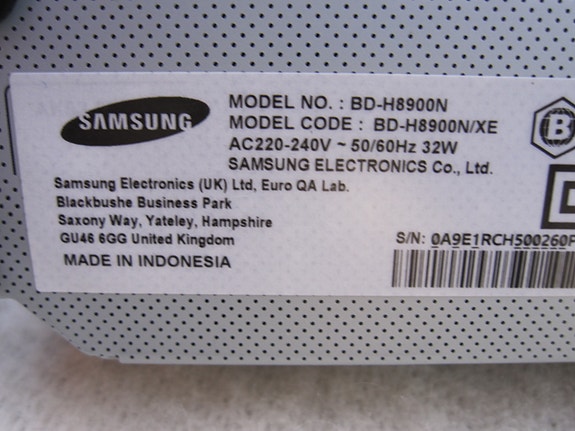 SAMSUNG
MODEL NO. : BD-H8900N
MODEL CODE : BD-H8900N/XE
AC220-240V ~ 50/60Hz 32W
SAMSUNG ELECTRONICS Co., Ltd.
B
Samsung Electronics (UK) Ltd, Euro QA Lab.
Blackbushe Business Park
Saxony Way, Yateley, Hampshire
GU46 6GG United Kingdom
MADE IN INDONESIA
S/N: 0A9E1RCH500260F